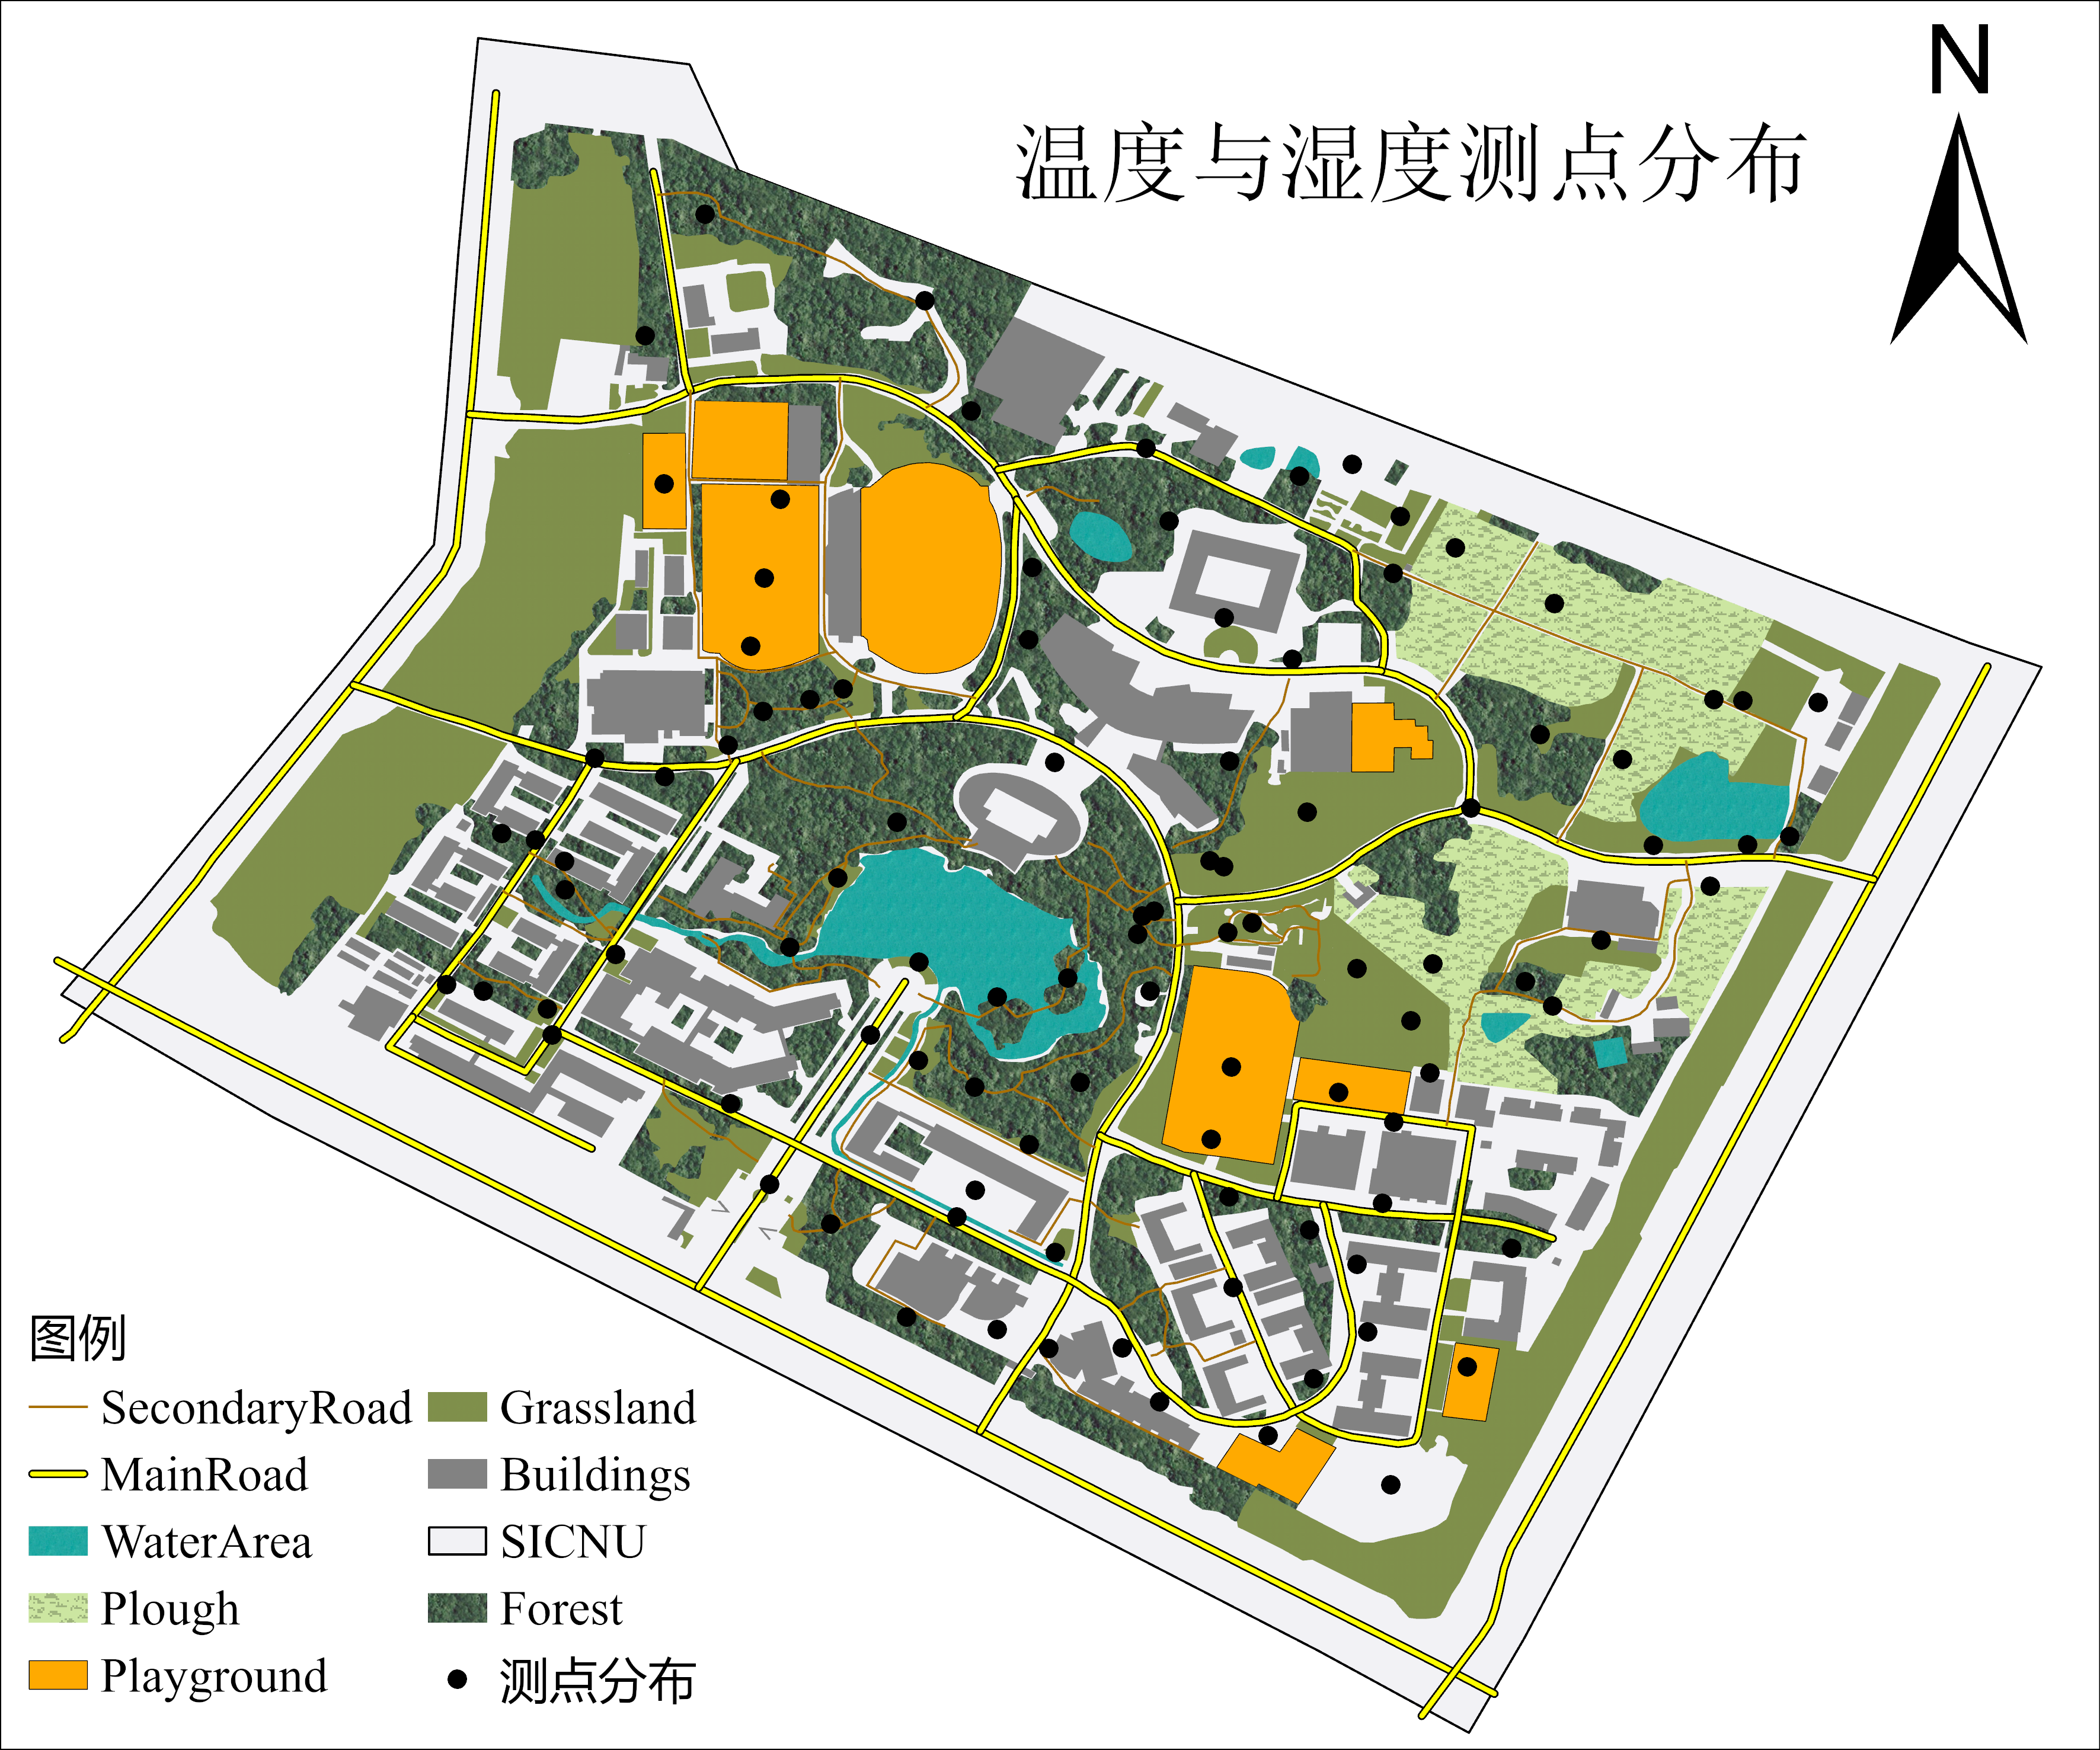 N
温度与湿度测点分布
图例
SecondaryRoad
MainRoad
WaterArea
Plough
Playground
Grassland
Buildings
SICNU
Forest
测点分布